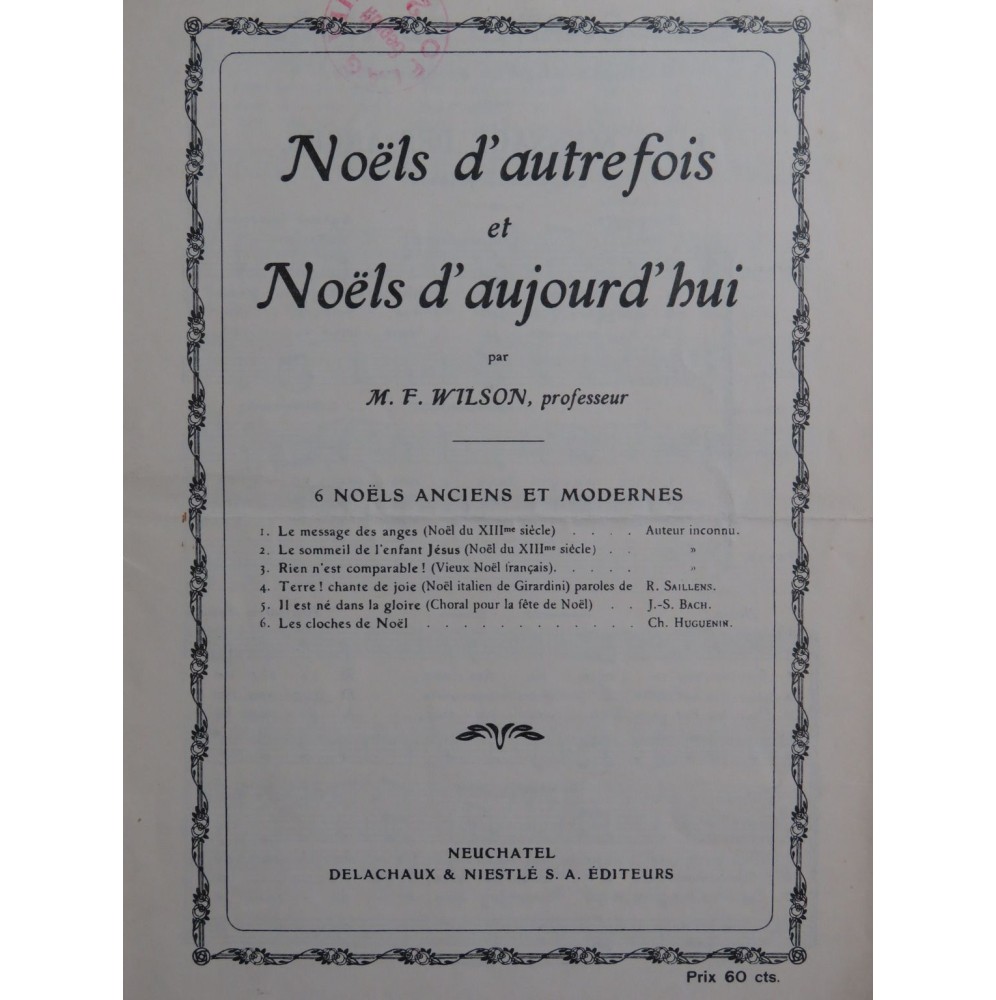 Noëls d'autrefois
et
Noëls d'aujourd'hui
par
M. F. WILSON, professeur
6 NOËLS ANCIENS ET MODERNES
1. Le message des anges (Noël du XIIIme siècle) . . . . Auteur inconnu.
2. Le sommeil de l'enfant Jésus (Noël du XIIIme siècle) . . »
3. Rien n'est comparable ! (Vieux Noël français). . . . . »
4. Terre ! chante de joie (Noël italien de Girardini) paroles de R. SAILLENS.
5. Il est né dans la gloire (Choral pour la fête de Noël) . . J.-S. BACH.
6. Les cloches de Noël . . . . . . . . . . . . Ch. HUGUENIN.
NEUCHATEL
DELACHAUX & NIESTLÉ S. A. ÉDITEURS
Prix 60 cts.